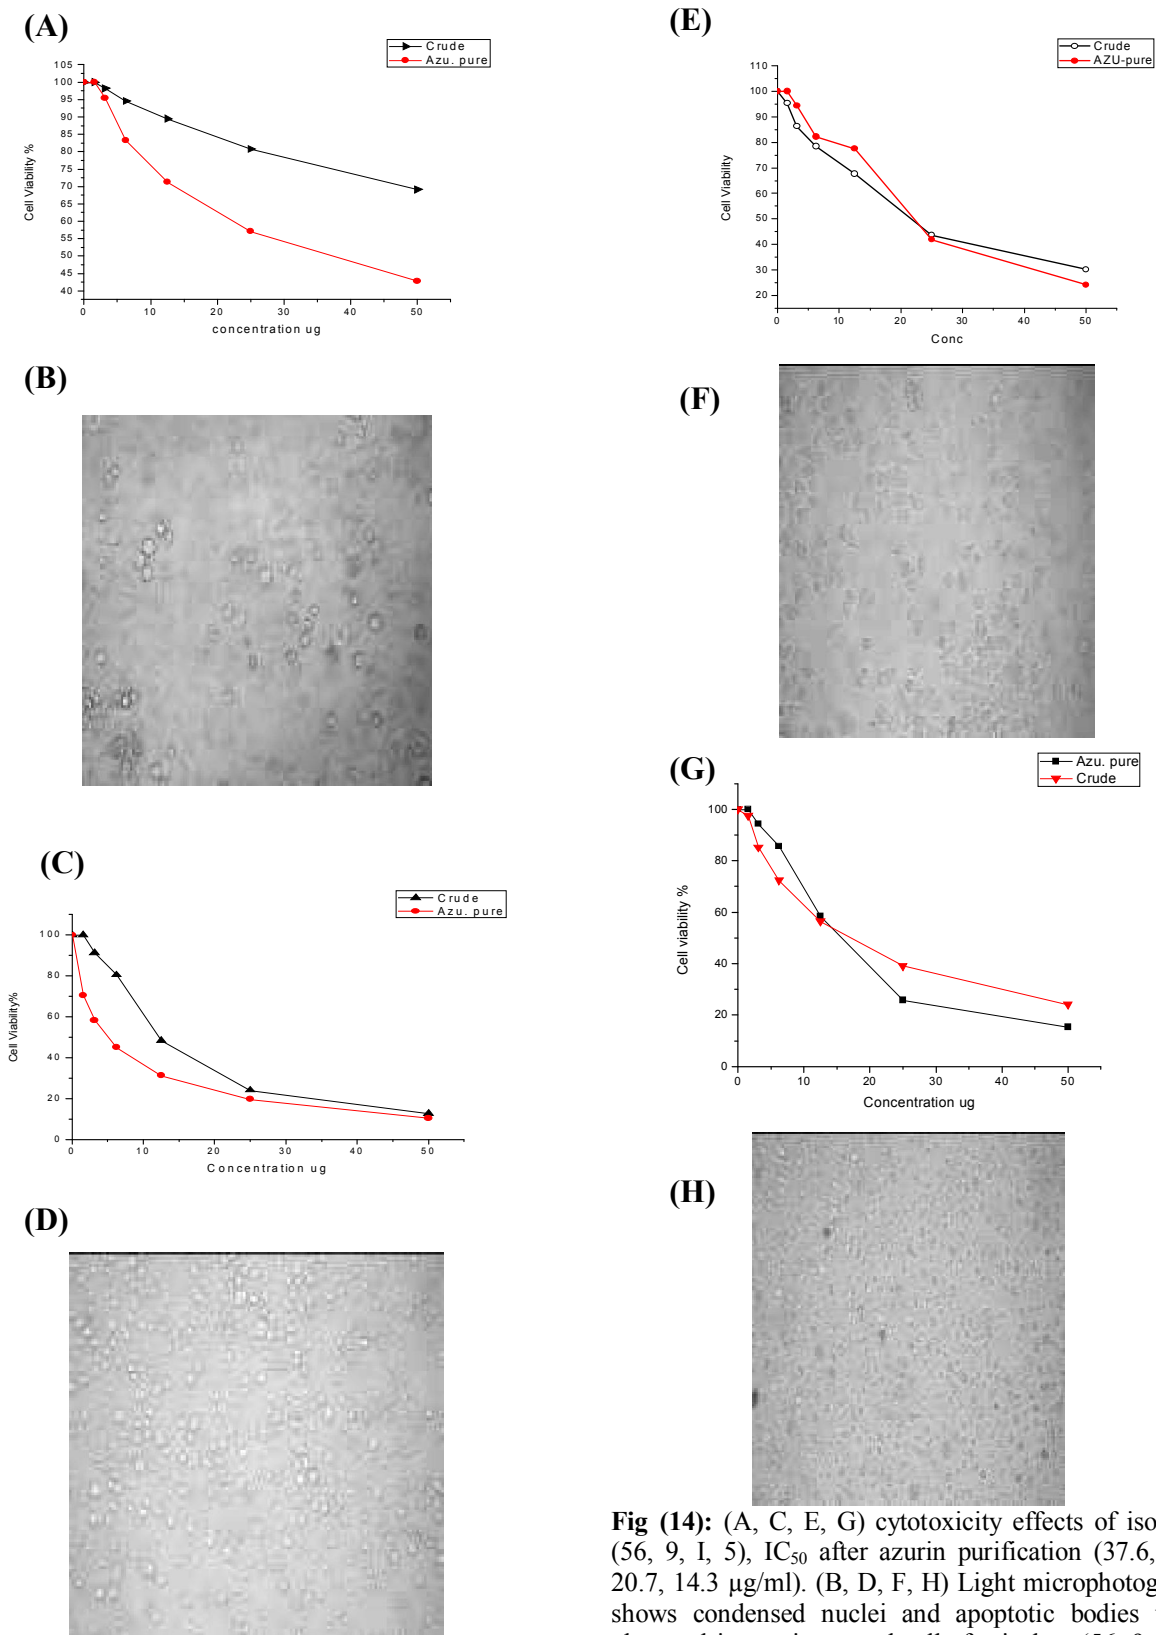 (A)
Crude
Azu. pure
105
100
95
90
85
80
75
70
65
60
55
50
45
40
Cell Viability %
0 10 20 30 40 50
concentration ug
(B)
(C)
Crude
Azu. pure
100
80
60
40
20
0
Cell Viability%
0 10 20 30 40 50
Concentration ug
(D)
(E)
Crude
AZU-pure
110
100
90
80
70
60
50
40
30
20
Cell Viability
0 10 20 30 40 50
Conc
(F)
(G)
Azu. pure
Crude
100
80
60
40
20
0
Cell viability %
0 10 20 30 40 50
Concentration ug
(H)
Fig (14): (A, C, E, G) cytotoxicity effects of iso
(56, 9, I, 5), IC50 after azurin purification (37.6,
20.7, 14.3 µg/ml). (B, D, F, H) Light microphotog
shows condensed nuclei and apoptotic bodies